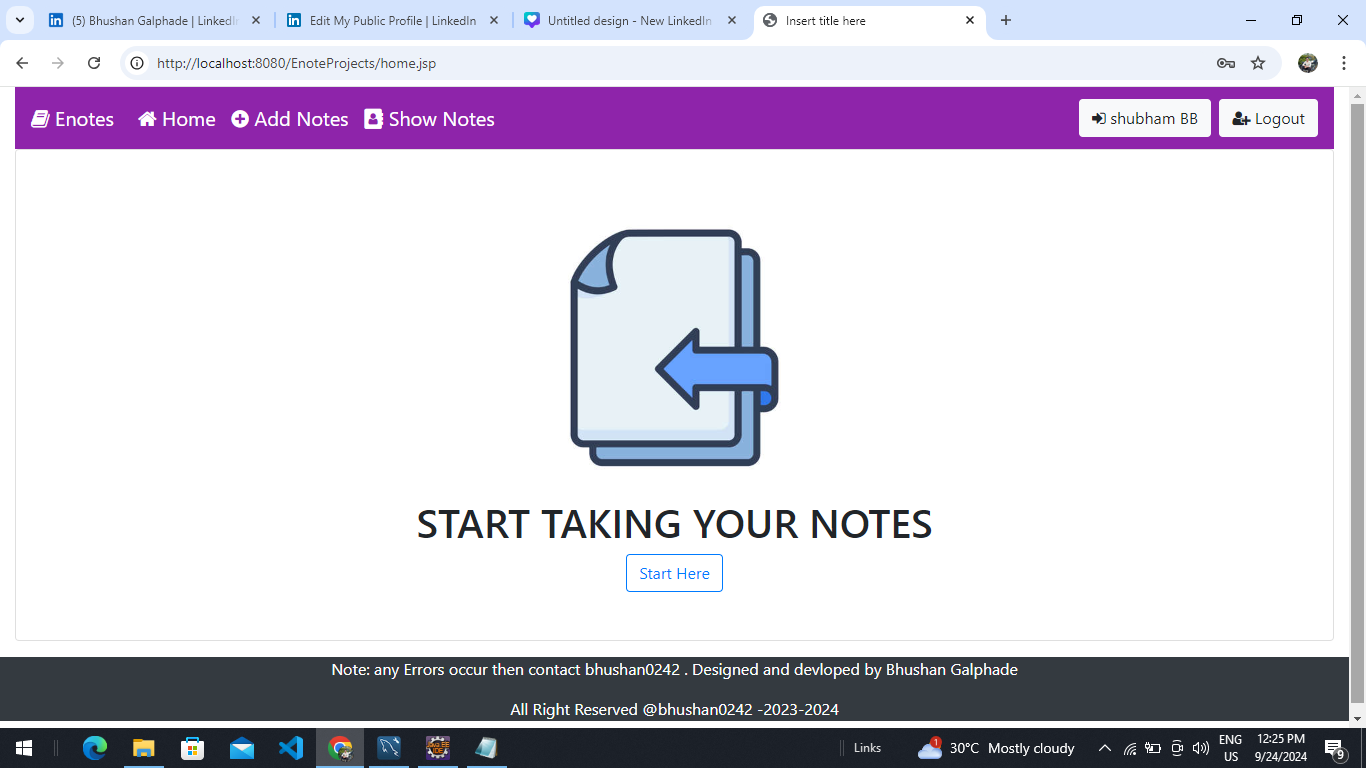 (5) Bhushan Galphade | LinkedIn
Edit My Public Profile | LinkedIn
Untitled design - New LinkedIn
Insert title here
http://localhost:8080/EnoteProjects/home.jsp
Enotes Home Add Notes Show Notes shubham BB Logout
START TAKING YOUR NOTES
Start Here
Note: any Errors occur then contact bhushan0242 . Designed and devloped by Bhushan Galphade
All Right Reserved @bhushan0242 -2023-2024
Links 1 30°C Mostly cloudy ENG US 12:25 PM 9/24/2024 9